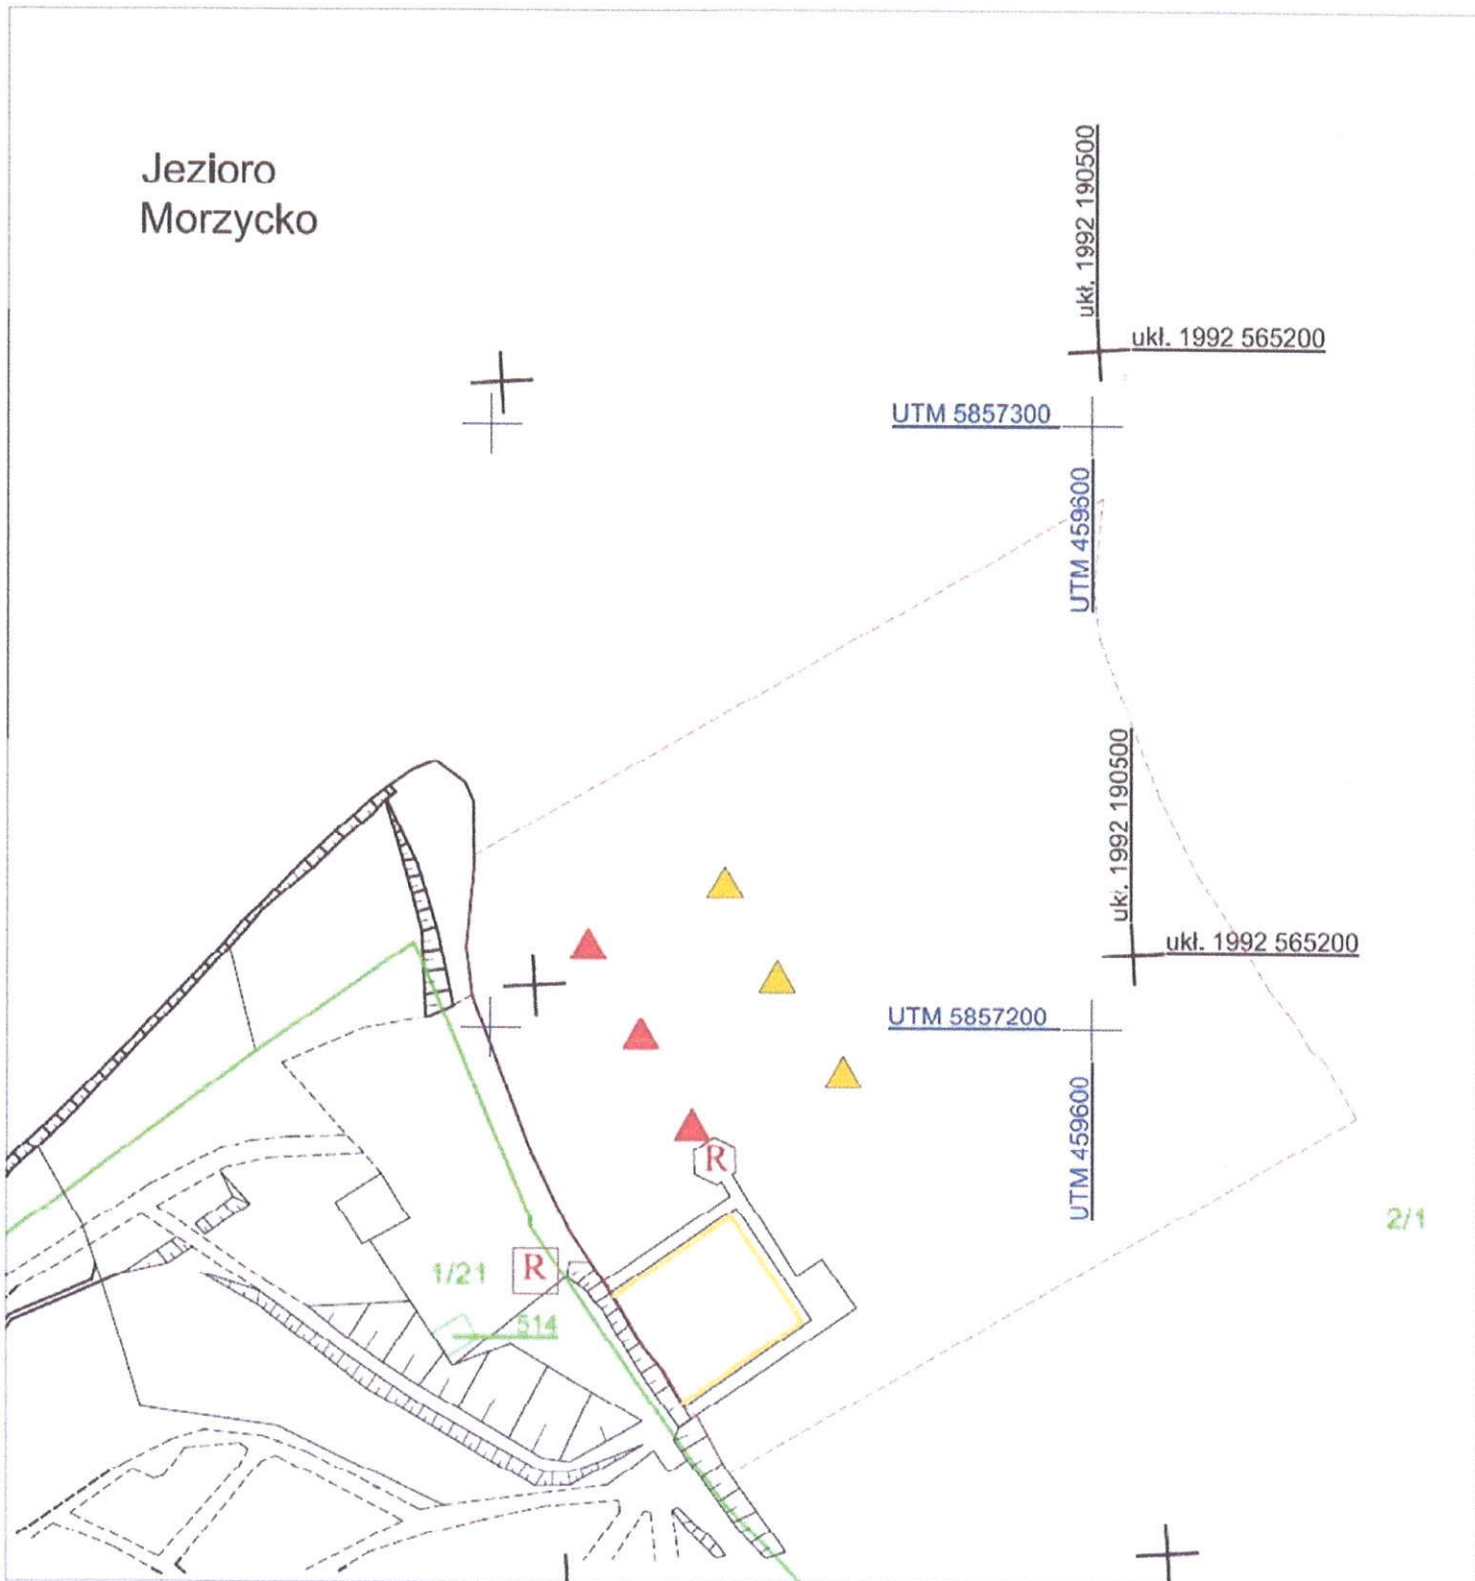 Jezioro
Morzycko
ukł. 1992 190500
ukł. 1992 565200
UTM 5857300
UTM 459600
ukł. 1992 190500
ukł. 1992 565200
UTM 5857200
UTM 459600
R
2/1
1/21
R
514